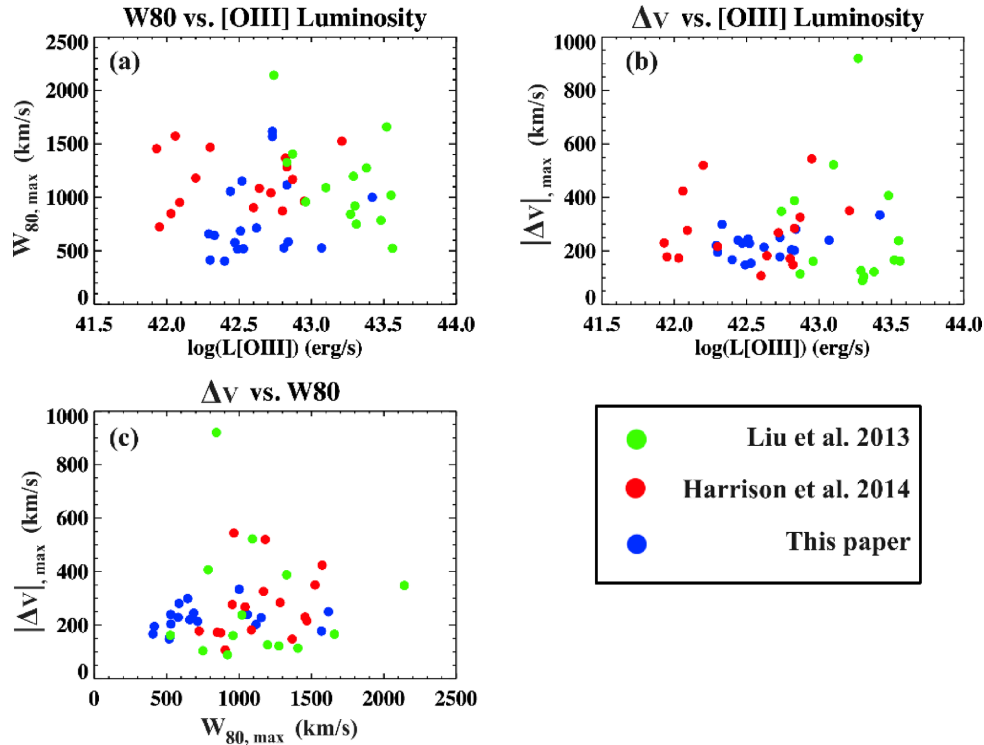 W80 vs. [OIII] Luminosity
(a)
W80, max (km/s)
2500
2000
1500
1000
500
0
41.5 42.0 42.5 43.0 43.5 44.0
log(L[OIII]) (erg/s)
Δv vs. [OIII] Luminosity
(b)
|Δv|,max (km/s)
1000
800
600
400
200
0
41.5 42.0 42.5 43.0 43.5 44.0
log(L[OIII]) (erg/s)
Δv vs. W80
(c)
|Δv|,max (km/s)
1000
800
600
400
200
0
0 500 1000 1500 2000 2500
W80, max (km/s)
Liu et al. 2013
Harrison et al. 2014
This paper